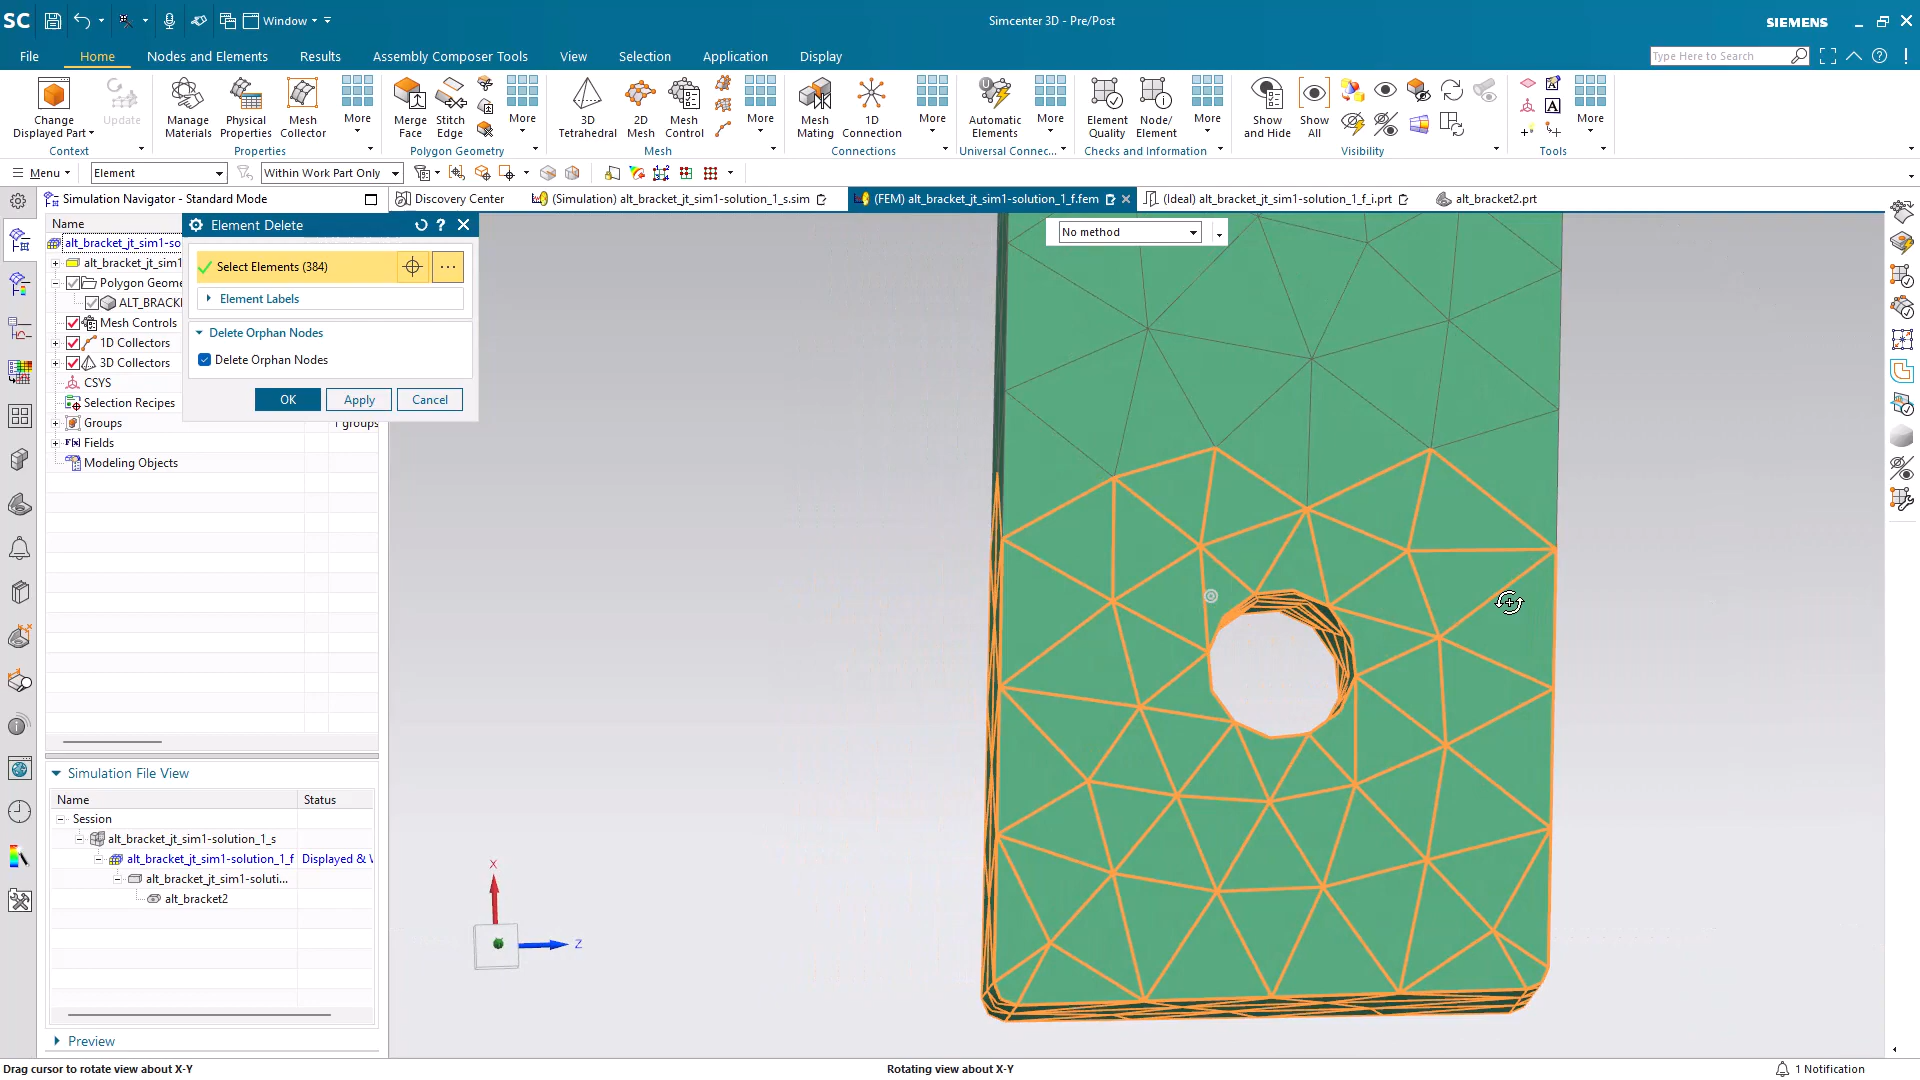 SC
Window
Simcenter 3D - Pre/Post
SIEMENS
File
Home
Nodes and Elements
Results
Assembly Composer Tools
View
Selection
Application
Display
Type Here to Search
Change Displayed Part
Update
Context
Manage Materials
Physical Properties
Mesh Collector
More
Properties
Merge Face
Stitch Edge
More
Polygon Geometry
3D Tetrahedral
2D Mesh
Mesh Control
More
Mesh
Mesh Mating
1D Connection
More
Connections
Automatic Elements
More
Universal Connec...
Element Quality
Node/ Element
More
Checks and Information
Show and Hide
Show All
Visibility
More
Tools
Menu
Element
Within Work Part Only
Simulation Navigator - Standard Mode
Discovery Center
(Simulation) alt_bracket_jt_sim1-solution_1_s.sim
(FEM) alt_bracket_jt_sim1-solution_1_f.fem
(Ideal) alt_bracket_jt_sim1-solution_1_f_i.prt
alt_bracket2.prt
Name
alt_bracket_jt_sim1-so
alt_bracket_jt_sim1
Polygon Geome
ALT_BRACK
Mesh Controls
1D Collectors
3D Collectors
CSYS
Selection Recipes
Groups
1 groups
Fields
Modeling Objects
Element Delete
Select Elements (384)
Element Labels
Delete Orphan Nodes
Delete Orphan Nodes
OK
Apply
Cancel
No method
Simulation File View
Name
Status
Session
alt_bracket_jt_sim1-solution_1_s
alt_bracket_jt_sim1-solution_1_f
Displayed & \
alt_bracket_jt_sim1-soluti...
alt_bracket2
Preview
X
Z
Drag cursor to rotate view about X-Y
Rotating view about X-Y
1 Notification